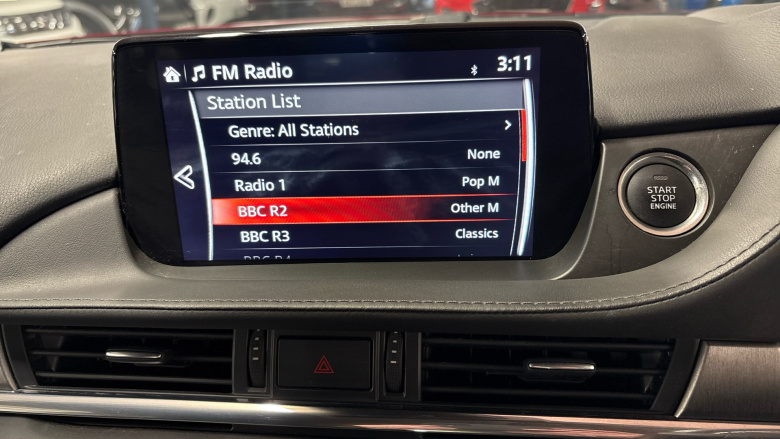 FM Radio 3:11
Station List
Genre: All Stations
94.6 None
Radio 1 Pop M
BBC R2 Other M
BBC R3 Classics
START
STOP
ENGINE